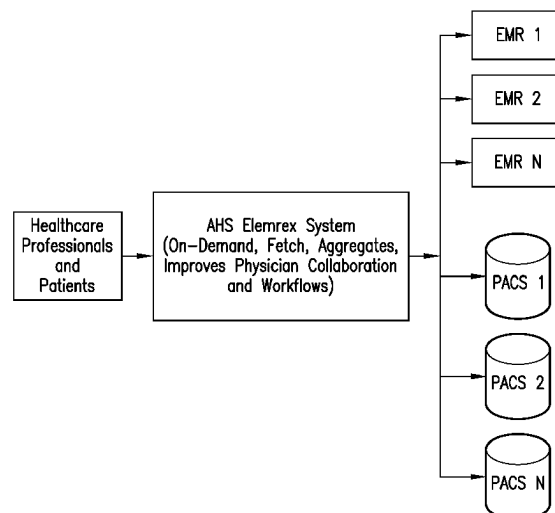 Healthcare
Professionals
and
Patients
AHS Elemrex System
(On-Demand, Fetch, Aggregates,
Improves Physician Collaboration
and Workflows)
EMR 1
EMR 2
EMR N
PACS 1
PACS 2
PACS N